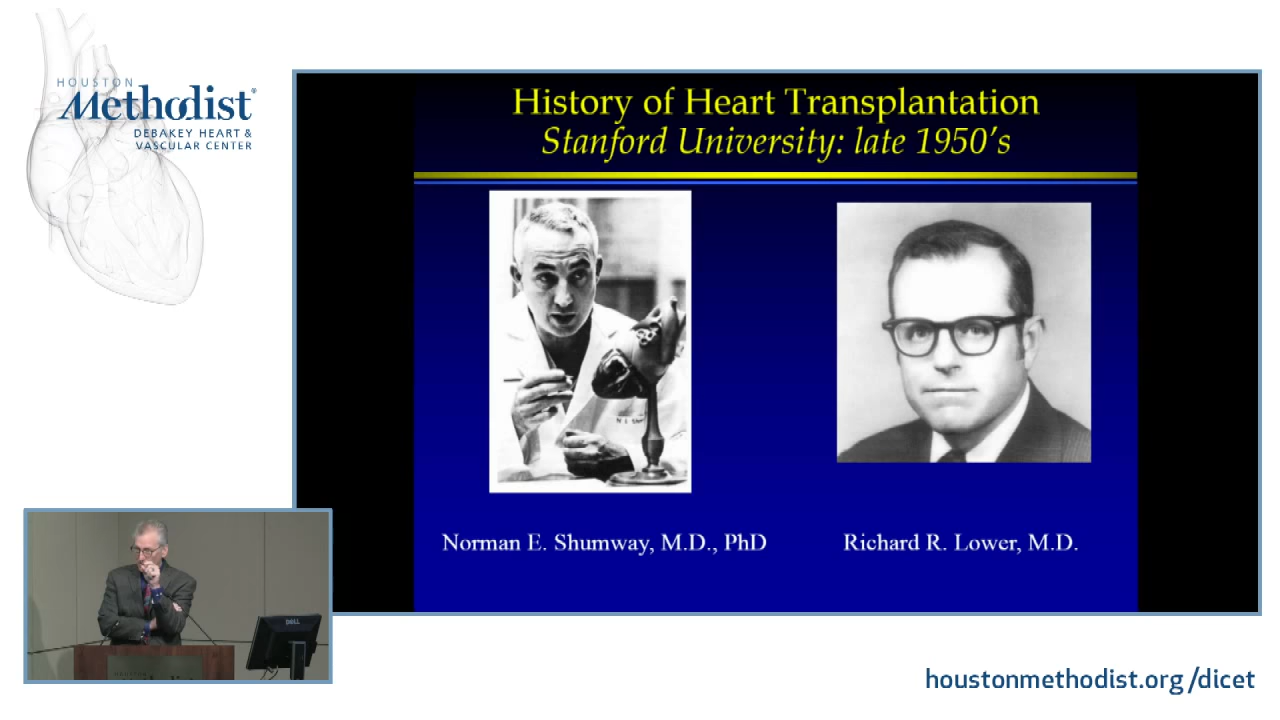 HOUSTON
Methodist®
DEBAKEY HEART &
VASCULAR CENTER
History of Heart Transplantation
Stanford University: late 1950's
Norman E. Shumway, M.D., PhD
Richard R. Lower, M.D.
DELL
houstonmethodist.org/dicet